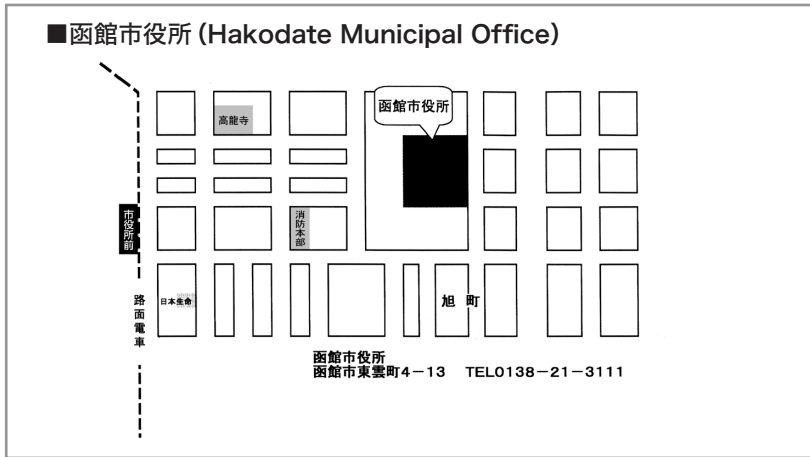 ■函館市役所 (Hakodate Municipal Office)
函館市役所
高龍寺
消防本部
市役所前
日本生命
旭町
路面電車
函館市役所
函館市東雲町4－13　TEL0138－21－3111